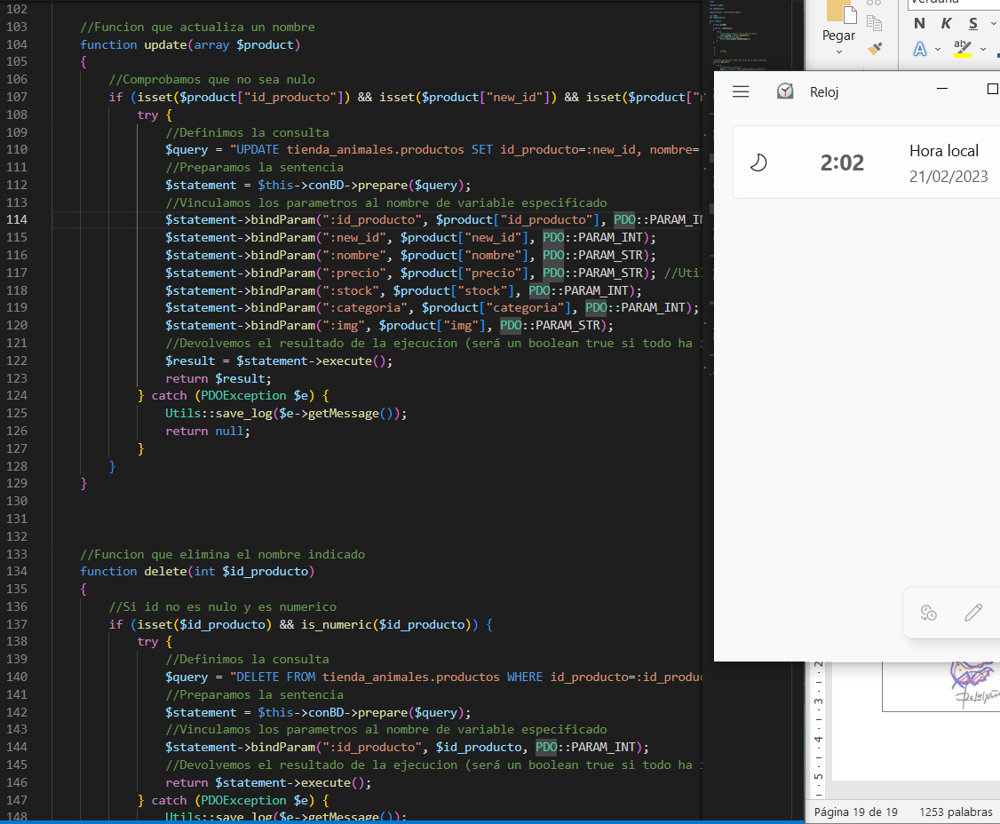 102
103 //Funcion que actualiza un nombre
104 function update(array $product)
105 {
106 //Comprobamos que no sea nulo
107 if (isset($product["id_producto"]) && isset($product["new_id"]) && isset($product["n
108 try {
109 //Definimos la consulta
110 $query = "UPDATE tienda_animales.productos SET id_producto=:new_id, nombre=
111 //Preparamos la sentencia
112 $statement = $this->conBD->prepare($query);
113 //Vinculamos los parametros al nombre de variable especificado
114 $statement->bindParam(":id_producto", $product["id_producto"], PDO::PARAM_IN
115 $statement->bindParam(":new_id", $product["new_id"], PDO::PARAM_INT);
116 $statement->bindParam(":nombre", $product["nombre"], PDO::PARAM_STR);
117 $statement->bindParam(":precio", $product["precio"], PDO::PARAM_STR); //Util
118 $statement->bindParam(":stock", $product["stock"], PDO::PARAM_INT);
119 $statement->bindParam(":categoria", $product["categoria"], PDO::PARAM_INT);
120 $statement->bindParam(":img", $product["img"], PDO::PARAM_STR);
121 //Devolvemos el resultado de la ejecucion (será un boolean true si todo ha i
122 $result = $statement->execute();
123 return $result;
124 } catch (PDOException $e) {
125 Utils::save_log($e->getMessage());
126 return null;
127 }
128 }
129 }
130
131
132
133 //Funcion que elimina el nombre indicado
134 function delete(int $id_producto)
135 {
136 //Si id no es nulo y es numerico
137 if (isset($id_producto) && is_numeric($id_producto)) {
138 try {
139 //Definimos la consulta
140 $query = "DELETE FROM tienda_animales.productos WHERE id_producto=:id_produc
141 //Preparamos la sentencia
142 $statement = $this->conBD->prepare($query);
143 //Vinculamos los parametros al nombre de variable especificado
144 $statement->bindParam(":id_producto", $id_producto, PDO::PARAM_INT);
145 //Devolvemos el resultado de la ejecucion (será un boolean true si todo ha i
146 return $statement->execute();
147 } catch (PDOException $e) {
148 Utils::save_log($e->getMessage());
Verdana
Pegar
N K S
A ab
Reloj
2:02
Hora local
21/02/2023
2
3
4
5
Página 19 de 19 1253 palabras